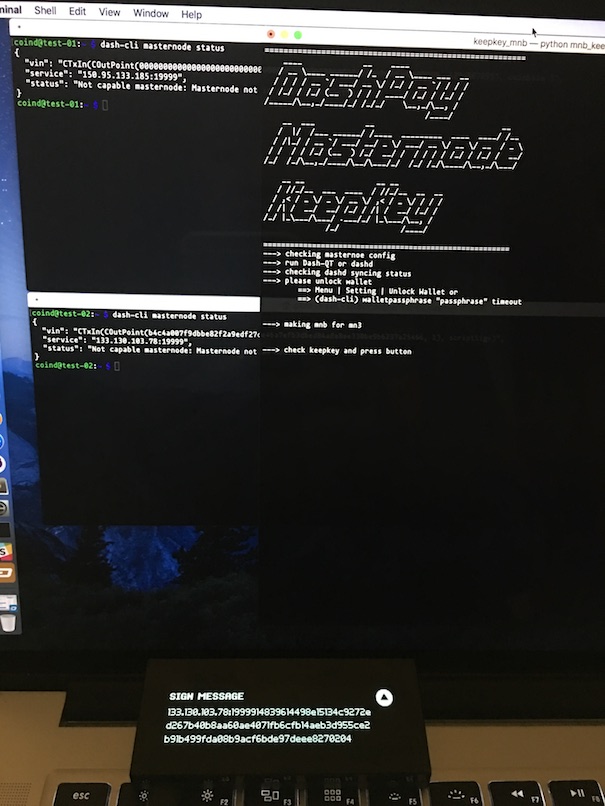 minal Shell Edit View Window Help
keepkey_mnb — python mnb_kee
coind@test-01:~$ dash-cli masternode status
{
"vin": "CTxIn(COutPoint(
"service": "150.95.133.185:19999",
"status": "Not capable masternode: Masternode not
}
coind@test-01:~$
DashPay
Masternode
KeepKey
---> checking masternoe config
---> run Dash-QT or dashd
---> checking dashd syncing status
---> please unlock wallet
==> Menu | Setting | Unlock Wallet or
==> (dash-cli) walletpassphrase "passphrase" timeout
---> making mnb for mn3
---> check keepkey and press button
coind@test-02:~$ dash-cli masternode status
{
"vin": "CTxIn(COutPoint(b4c4a007f9dbbe82f2a9edf27c
"service": "133.130.103.78:19999",
"status": "Not capable masternode: Masternode not
}
coind@test-02:~$
SIGN MESSAGE
133.130.103.78:1999914839614498e15134c9272e
d267b40b8aa60ae4071fb6cfb14aeb3d955ce2
b91b499fda08b9acf6bde97deee8270204
esc
F2
F3
F4
F5
F6
F7
F8